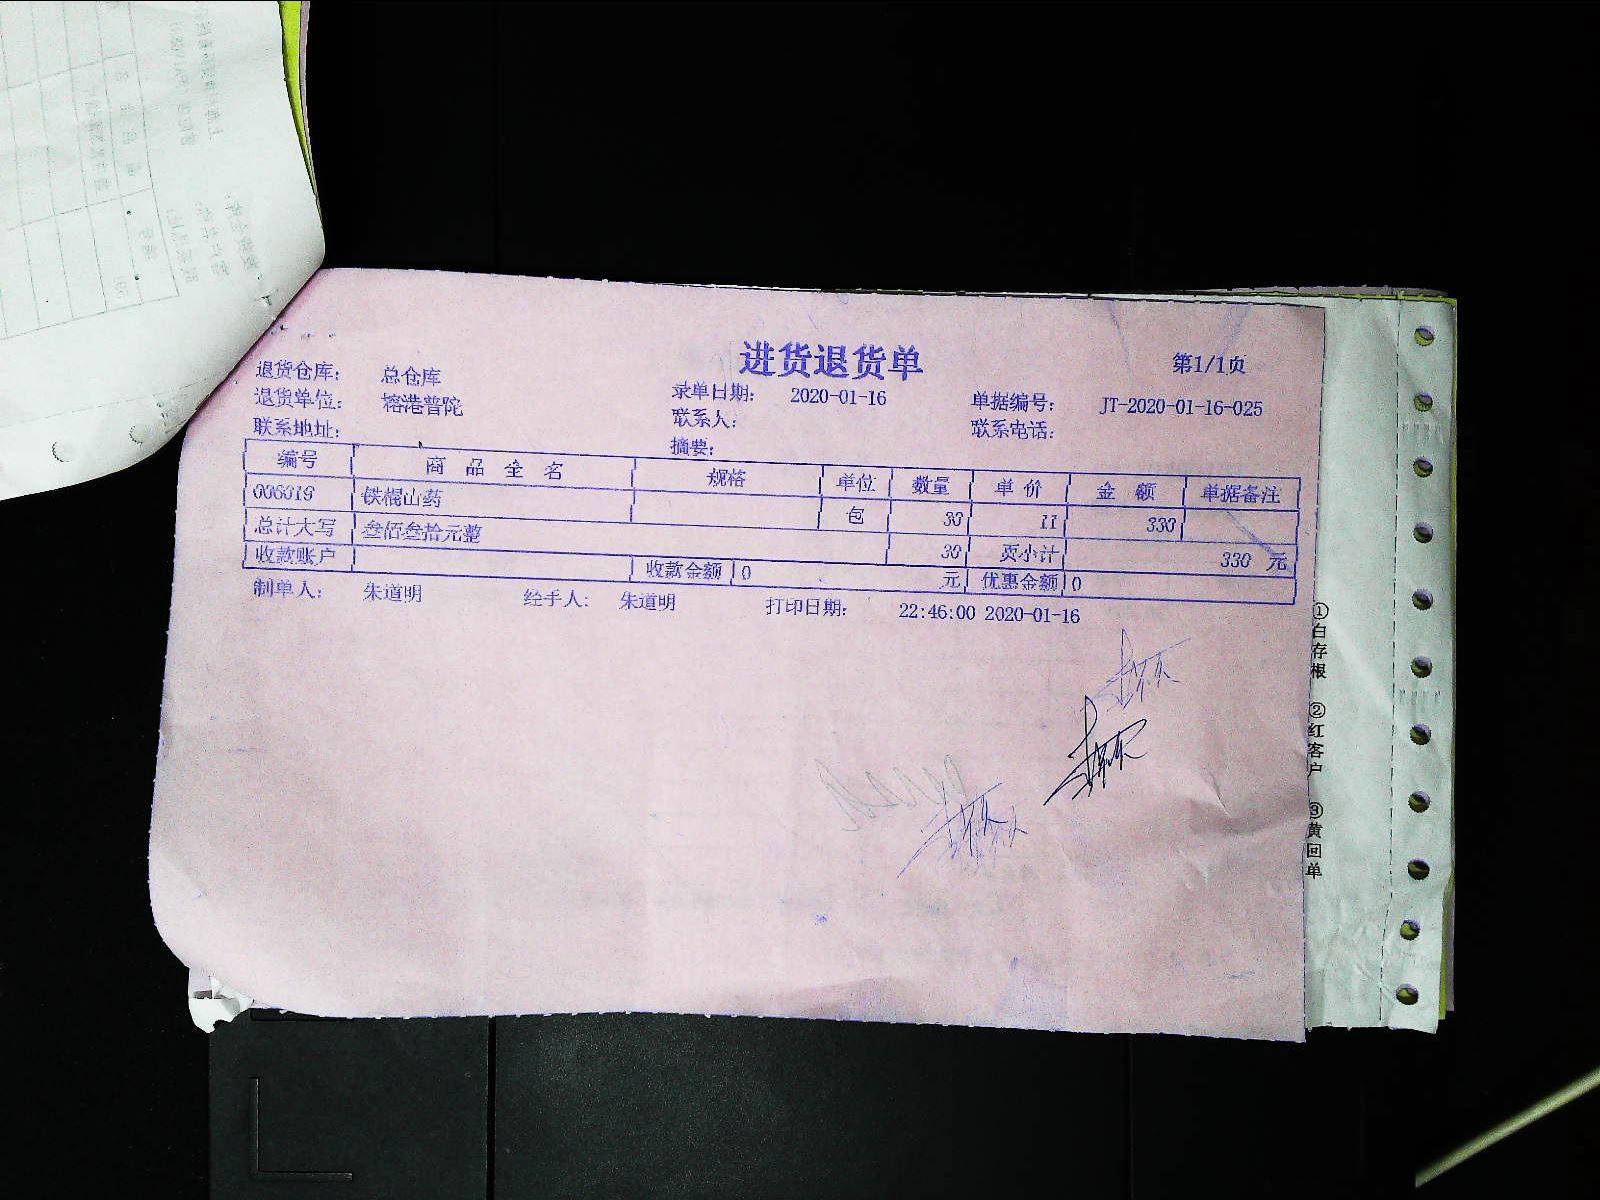 进货退货单
第1/1页
退货仓库: 总仓库
录单日期: 2020-01-16
单据编号: JT-2020-01-16-025
退货单位: 榕港普陀
联系人:
联系电话:
联系地址:
摘要:
编号 商品全名 规格 单位 数量 单价 金额 单据备注
006019 铁棍山药 包 30 11 330
总计大写 叁佰叁拾元整 30 页小计 330 元
收款账户 收款金额 0 元 优惠金额 0
制单人: 朱道明 经手人: 朱道明 打印日期: 22:46:00 2020-01-16
①白存根 ②红客户 ③黄回单